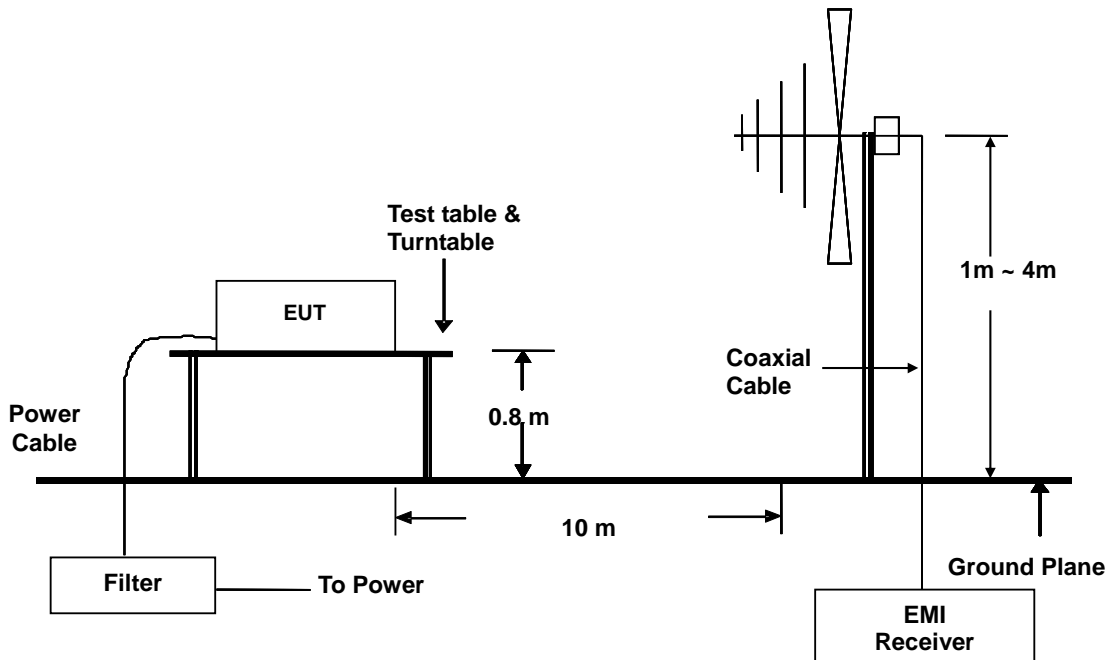 Test table &
Turntable
EUT
1m ~ 4m
Coaxial
Cable
0.8 m
Power
Cable
10 m
Filter
To Power
Ground Plane
EMI
Receiver